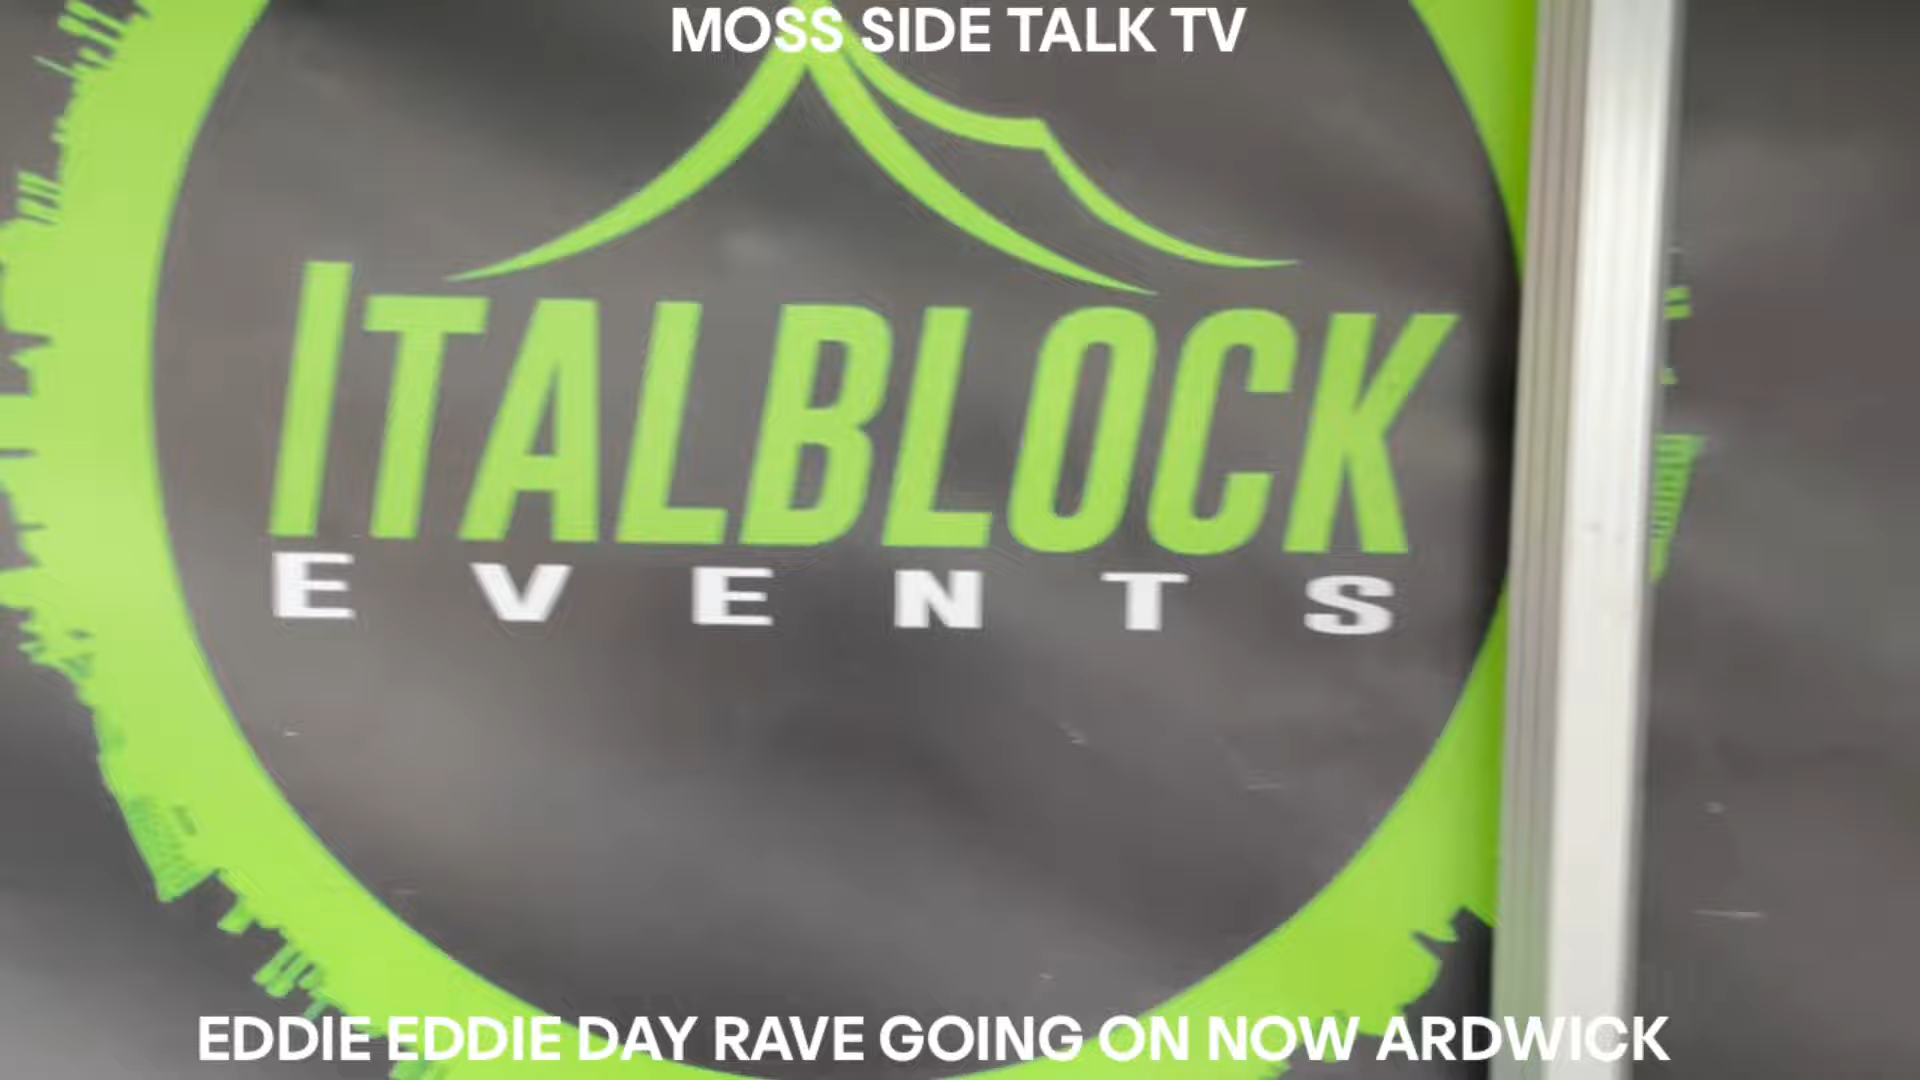 MOSS SIDE TALK TV
ITALBLOCK
EVENTS
EDDIE EDDIE DAY RAVE GOING ON NOW ARDWICK